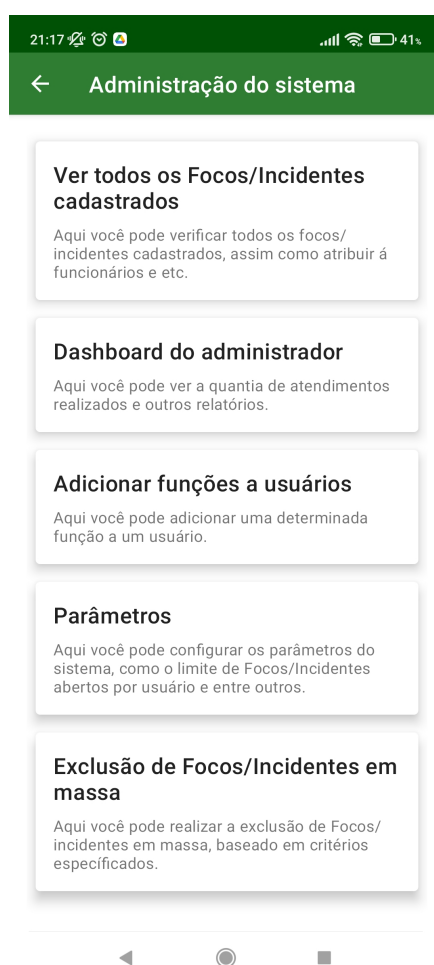 21:17 41%
Administração do sistema
Ver todos os Focos/Incidentes
cadastrados
Aqui você pode verificar todos os focos/
incidentes cadastrados, assim como atribuir á
funcionários e etc.
Dashboard do administrador
Aqui você pode ver a quantia de atendimentos
realizados e outros relatórios.
Adicionar funções a usuários
Aqui você pode adicionar uma determinada
função a um usuário.
Parâmetros
Aqui você pode configurar os parâmetros do
sistema, como o limite de Focos/Incidentes
abertos por usuário e entre outros.
Exclusão de Focos/Incidentes em
massa
Aqui você pode realizar a exclusão de Focos/
incidentes em massa, baseado em critérios
específicados.